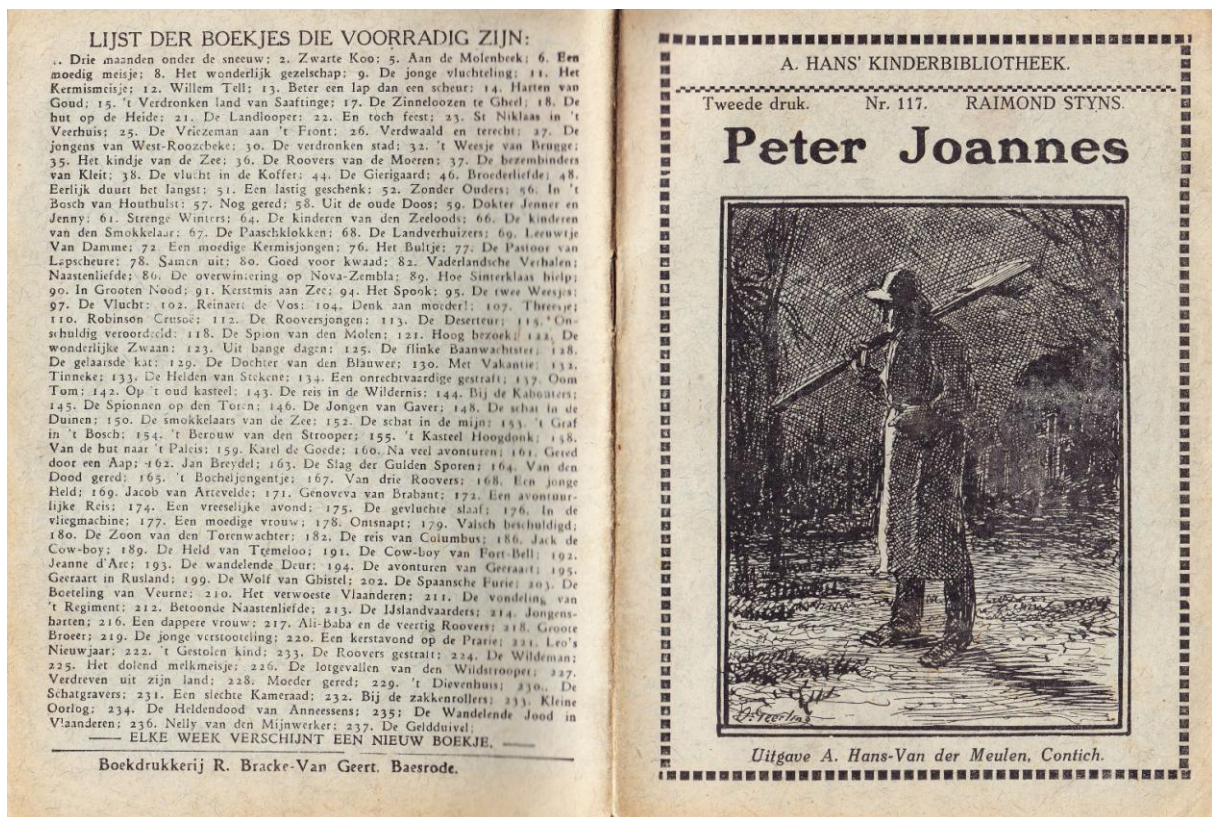 LIJST DER BOEKJES DIE VOORRADIG ZIJN:
.. Drie maanden onder de sneeuw; 2. Zwarte Koo; 5. Aan de Molenbeek; 6. Een
moedig meisje; 8. Het wonderlijk gezelschap; 9. De jonge vluchteling; 11. Het
Kermismeisje; 12. Willem Tell; 13. Beter een lap dan een scheur; 14. Harten van
Goud; 15. 't Verdronken land van Saaftinge; 17. De Zinneloozen te Gheel; 18. De
hut op de Heide; 21. De Landlooper; 22. En toch feest; 23. St Niklaas in 't
Veerhuis; 25. De Vriezeman aan 't Front; 26. Verdwaald en terecht; 27. De
jongens van West-Roozebeke; 30. De verdronken stad; 32. 't Weesje van Brugge;
35. Het kindje van de Zee; 36. De Roovers van de Moeren; 37. De bezembinders
van Kleit; 38. De vlucht in de Koffer; 44. De Gierigaard; 46. Broederliefde; 48.
Eerlijk duurt het langst; 51. Een lastig geschenk; 52. Zonder Ouders; 56. In 't
Bosch van Houthulst; 57. Nog gered; 58. Uit de oude Doos; 59. Dokter Jenner en
Jenny; 61. Strenge Winters; 64. De kinderen van den Zeeloods; 66. De kinderen
van den Smokkelaar; 67. De Paaschklokken; 68. De Landverhuizers; 69. Leeuwtje
Van Damme; 72 Een moedige Kermisjongen; 76. Het Bultje; 77. De Pastoor van
Lapscheure; 78. Samen uit; 80. Goed voor kwaad; 82. Vaderlandsche Verhalen;
Naastenliefde; 86. De overwintering op Nova-Zembla; 89. Hoe Sinterklaas hielp;
90. In Grooten Nood; 91. Kerstmis aan Zee; 94. Het Spook; 95. De twee Weesjes;
97. De Vlucht; 102. Reinaert de Vos; 104. Denk aan moeder!; 107. Threesje;
110. Robinson Crusoë; 112. De Rooversjongen; 113. De Deserteur; 115. On-
schuldig veroordeeld; 118. De Spion van den Molen; 121. Hoog bezoek; 122. De
wonderlijke Zwaan; 123. Uit bange dagen; 125. De flinke Baanwachtster; 128.
De gelaarsde kat; 129. De Dochter van den Blauwer; 130. Met Vakantie; 132.
Tinneke; 133. De Helden van Stekene; 134. Een onrechtvaardige gestraft; 137. Oom
Tom; 142. Op 't oud kasteel; 143. De reis in de Wildernis; 144. Bij de Kabouters;
145. De Spionnen op den Toren; 146. De Jongen van Gaver; 148. De schat in de
Duinen; 150. De smokkelaars van de Zee; 152. De schat in de mijn; 153. 't Graf
in 't Bosch; 154. 't Berouw van den Strooper; 155. 't Kasteel Hoogdonk; 158.
Van de hut naar 't Paleis; 159. Karel de Goede; 160. Na veel avonturen; 161. Gered
door een Aap; 162. Jan Breydel; 163. De Slag der Gulden Sporen; 164. Van den
Dood gered; 165. 't Bocheljongentje; 167. Van drie Roovers; 168. Een jonge
Held; 169. Jacob van Artevelde; 171. Genoveva van Brabant; 172. Een avontuur-
lijke Reis; 174. Een vreeselijke avond; 175. De gevluchte slaaf; 176. In de
vliegmachine; 177. Een moedige vrouw; 178. Ontsnapt; 179. Valsch beschuldigd;
180. De Zoon van den Torenwachter; 182. De reis van Columbus; 186. Jack de
Cow-boy; 189. De Held van Tremeloo; 191. De Cow-boy van Fort-Bell; 192.
Jeanne d'Arc; 193. De wandelende Deur; 194. De avonturen van Geeraart; 195.
Geeraart in Rusland; 199. De Wolf van Ghistel; 202. De Spaansche Furie; 203. De
Boeteling van Veurne; 210. Het verwoeste Vlaanderen; 211. De vondeling van
't Regiment; 212. Betoonde Naastenliefde; 213. De IJslandvaarders; 214. Jongens-
harten; 216. Een dappere vrouw; 217. Ali-Baba en de veertig Roovers; 218. Groote
Broer; 219. De jonge verstooteling; 220. Een kerstavond op de Prarie; 221. Leo's
Nieuwjaar; 222. 't Gestolen kind; 233. De Roovers gestraft; 224. De Wildeman;
225. Het dolend melkmeisje; 226. De lotgevallen van den Wildstrooper; 227.
Verdreven uit zijn land; 228. Moeder gered; 229. 't Dievenhuis; 230.. De
Schatgravers; 231. Een slechte Kameraad; 232. Bij de zakkenrollers; 233. Kleine
Oorlog; 234. De Heldendood van Anneessens; 235; De Wandelende Jood in
Vlaanderen; 236. Nelly van den Mijnwerker; 237. De Geldduivel;
ELKE WEEK VERSCHIJNT EEN NIEUW BOEKJE.
Boekdrukkerij R. Bracke-Van Geert. Baesrode.
A. HANS' KINDERBIBLIOTHEEK.
Tweede druk. Nr. 117. RAIMOND STYNS.
Peter Joannes
G. Geerling
Uitgave A. Hans-Van der Meulen, Contich.